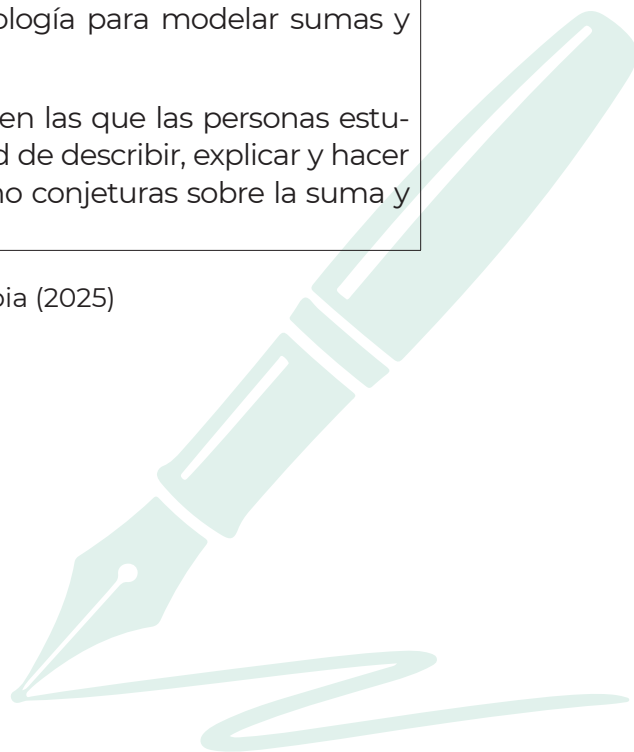 ología para modelar sumas y
en las que las personas estu-
d de describir, explicar y hacer
no conjeturas sobre la suma y
pia (2025)